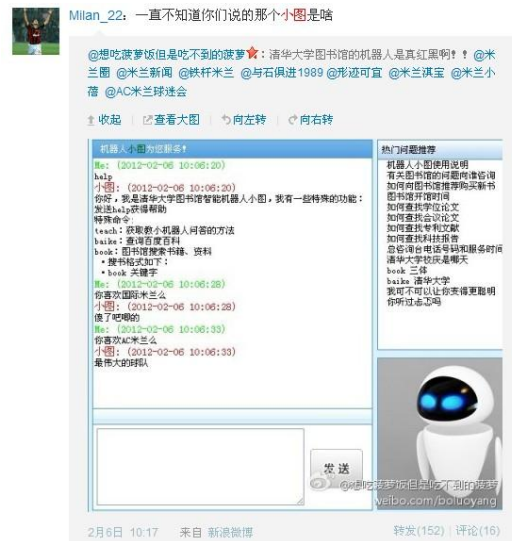 Milan_22：一直不知道你们说的那个小图是啥
@想吃菠萝饭但是吃不到的菠萝：清华大学图书馆的机器人是真红黑啊！！@米
兰圈 @米兰新闻 @铁杆米兰 @与石俱进1989 @形迹可宜 @米兰淇宝 @米兰小
蓓 @AC米兰球迷会
收起 查看大图 向左转 向右转
机器人小图为您服务！
Me: (2012-02-06 10:06:20)
help
小图: (2012-02-06 10:06:20)
你好，我是清华大学图书馆智能机器人小图，我有一些特殊的功能：
发送help获得帮助
特殊命令:
teach：获取教小机器人问答的方法
baike：查询百度百科
book：图书馆搜索书籍、资料
•搜书格式如下：
•book 关键字
Me: (2012-02-06 10:06:28)
你喜欢国际米兰么
小图: (2012-02-06 10:06:28)
傻了吧唧的
Me: (2012-02-06 10:06:33)
你喜欢AC米兰么
小图: (2012-02-06 10:06:33)
最伟大的球队
发 送
热门问题推荐
机器人小图使用说明
有关图书馆的问题向谁咨询
如何向图书馆推荐购买新书
图书馆开馆时间
如何查找学位论文
如何查找会议论文
如何查找专利文献
如何查找科技报告
总咨询台电话号码和服务时间
清华大学校庆是哪天
book 三体
baike 清华大学
我可不可以让你变得更聪明
你听过忐忑吗
@想吃菠萝饭但是吃不到的菠萝
weibo.com/boluoyang
2月6日 10:17 来自 新浪微博
转发(152) | 评论(16)